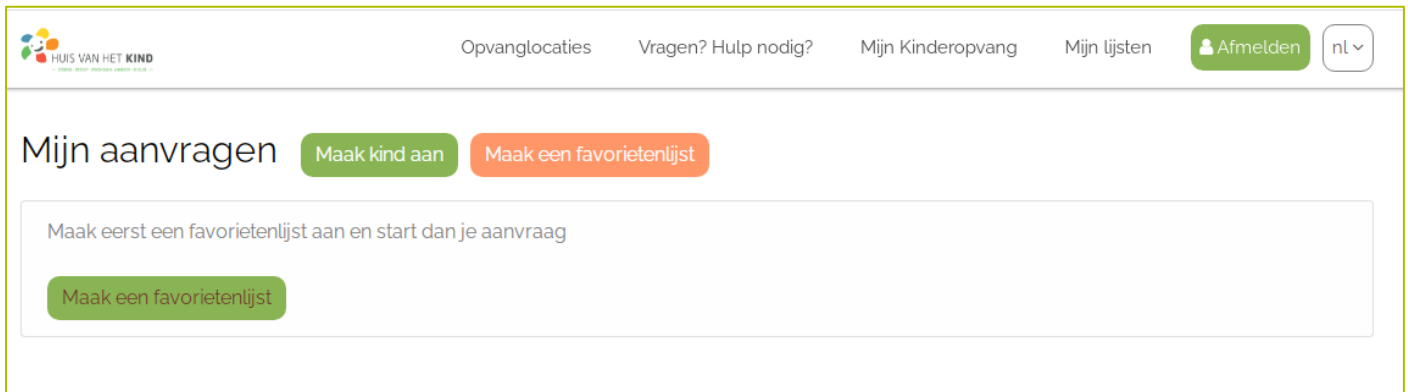 HUIS VAN HET KIND
Opvanglocaties
Vragen? Hulp nodig?
Mijn Kinderopvang
Mijn lijsten
Afmelden
nl
Mijn aanvragen
Maak kind aan
Maak een favorietenlijst
Maak eerst een favorietenlijst aan en start dan je aanvraag
Maak een favorietenlijst